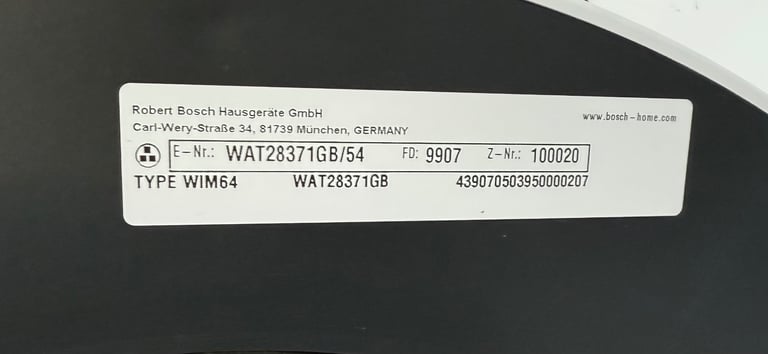 Robert Bosch Hausgeräte GmbH
www.bosch-home.com
Carl-Wery-Straße 34, 81739 München, GERMANY
E-Nr.: WAT28371GB/54 FD: 9907 Z-Nr.: 100020
TYPE WIM64 WAT28371GB 439070503950000207